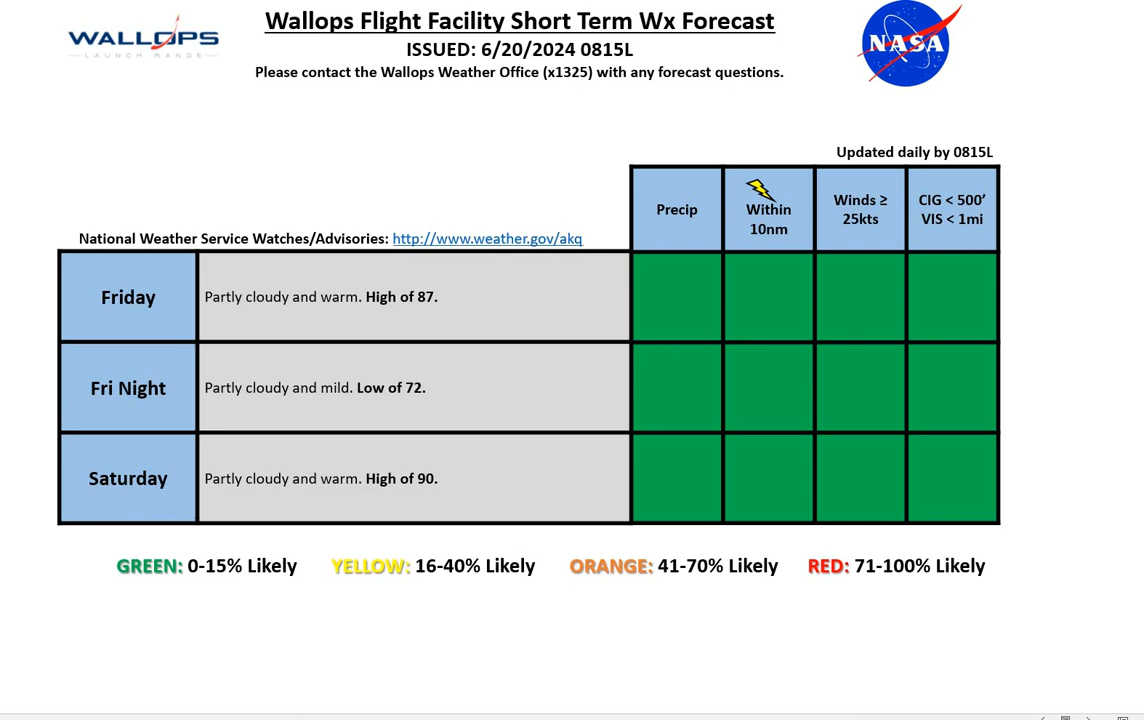 WALLOPS
LAUNCH RANGE
Wallops Flight Facility Short Term Wx Forecast
ISSUED: 6/20/2024 0815L
Please contact the Wallops Weather Office (x1325) with any forecast questions.
NASA
Updated daily by 0815L
National Weather Service Watches/Advisories: http://www.weather.gov/akq
Precip
Within
10nm
Winds ≥
25kts
CIG < 500’
VIS < 1mi
Friday
Partly cloudy and warm. High of 87.
Fri Night
Partly cloudy and mild. Low of 72.
Saturday
Partly cloudy and warm. High of 90.
GREEN: 0-15% Likely YELLOW: 16-40% Likely ORANGE: 41-70% Likely RED: 71-100% Likely